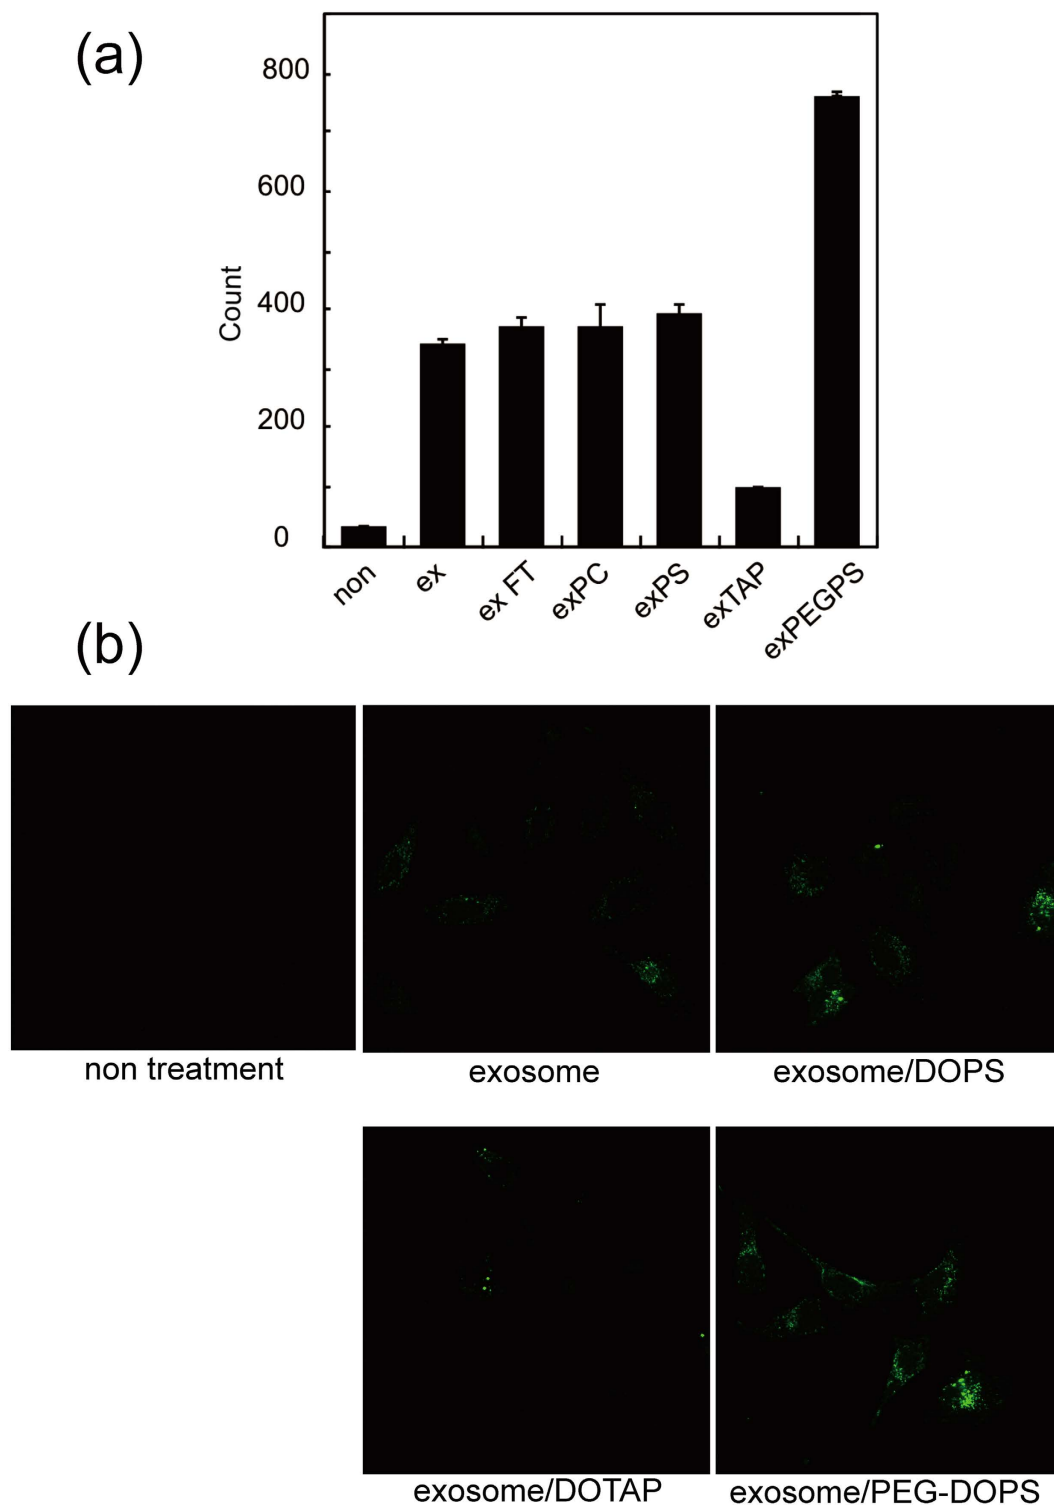 (a)
800
600
400
200
0
Count
non
ex
ex FT
exPC
exPS
exTAP
exPEGPS
(b)
non treatment
exosome
exosome/DOPS
exosome/DOTAP
exosome/PEG-DOPS